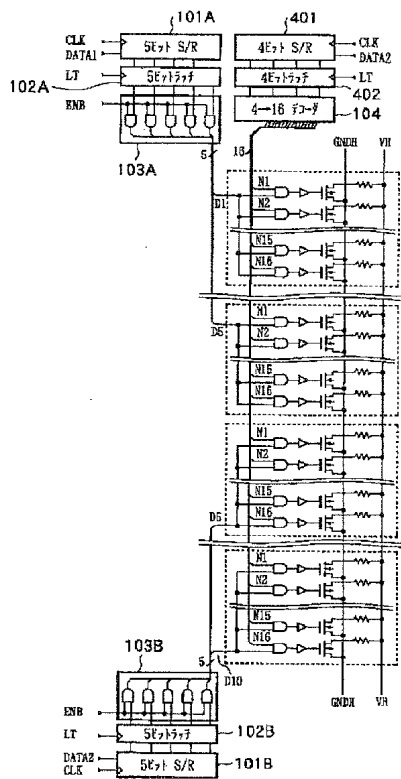 101A
401
CLK
DATA1
5ビット S/R
4ビット S/R
CLK
DATA2
102A
LT
5ビットラッチ
4ビットラッチ
LT
402
ENB
4→16 デコーダ
104
103A
5
16
GNDH
VH
N1
D1
N2
N15
N16
N1
D5
N2
N15
N16
N1
N2
N15
D6
N16
N1
N2
N15
N16
103B
5
D10
ENB
GNDH
VH
LT
5ビットラッチ
102B
DATA2
CLK
5ビット S/R
101B